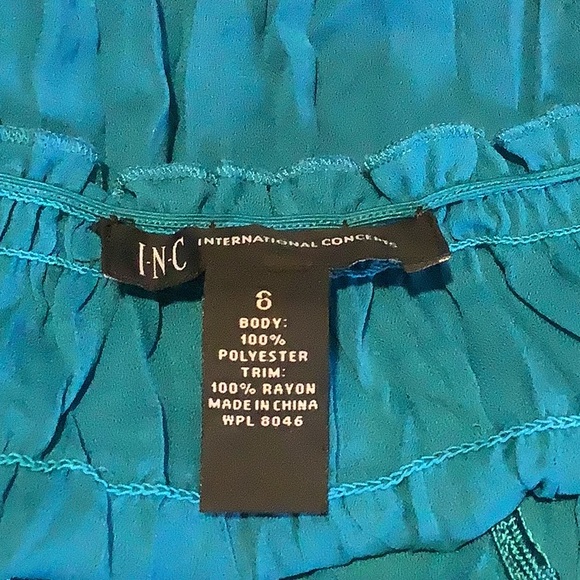 I·N·C INTERNATIONAL CONCEPTS
8
BODY:
100%
POLYESTER
TRIM:
100% RAYON
MADE IN CHINA
WPL 8046